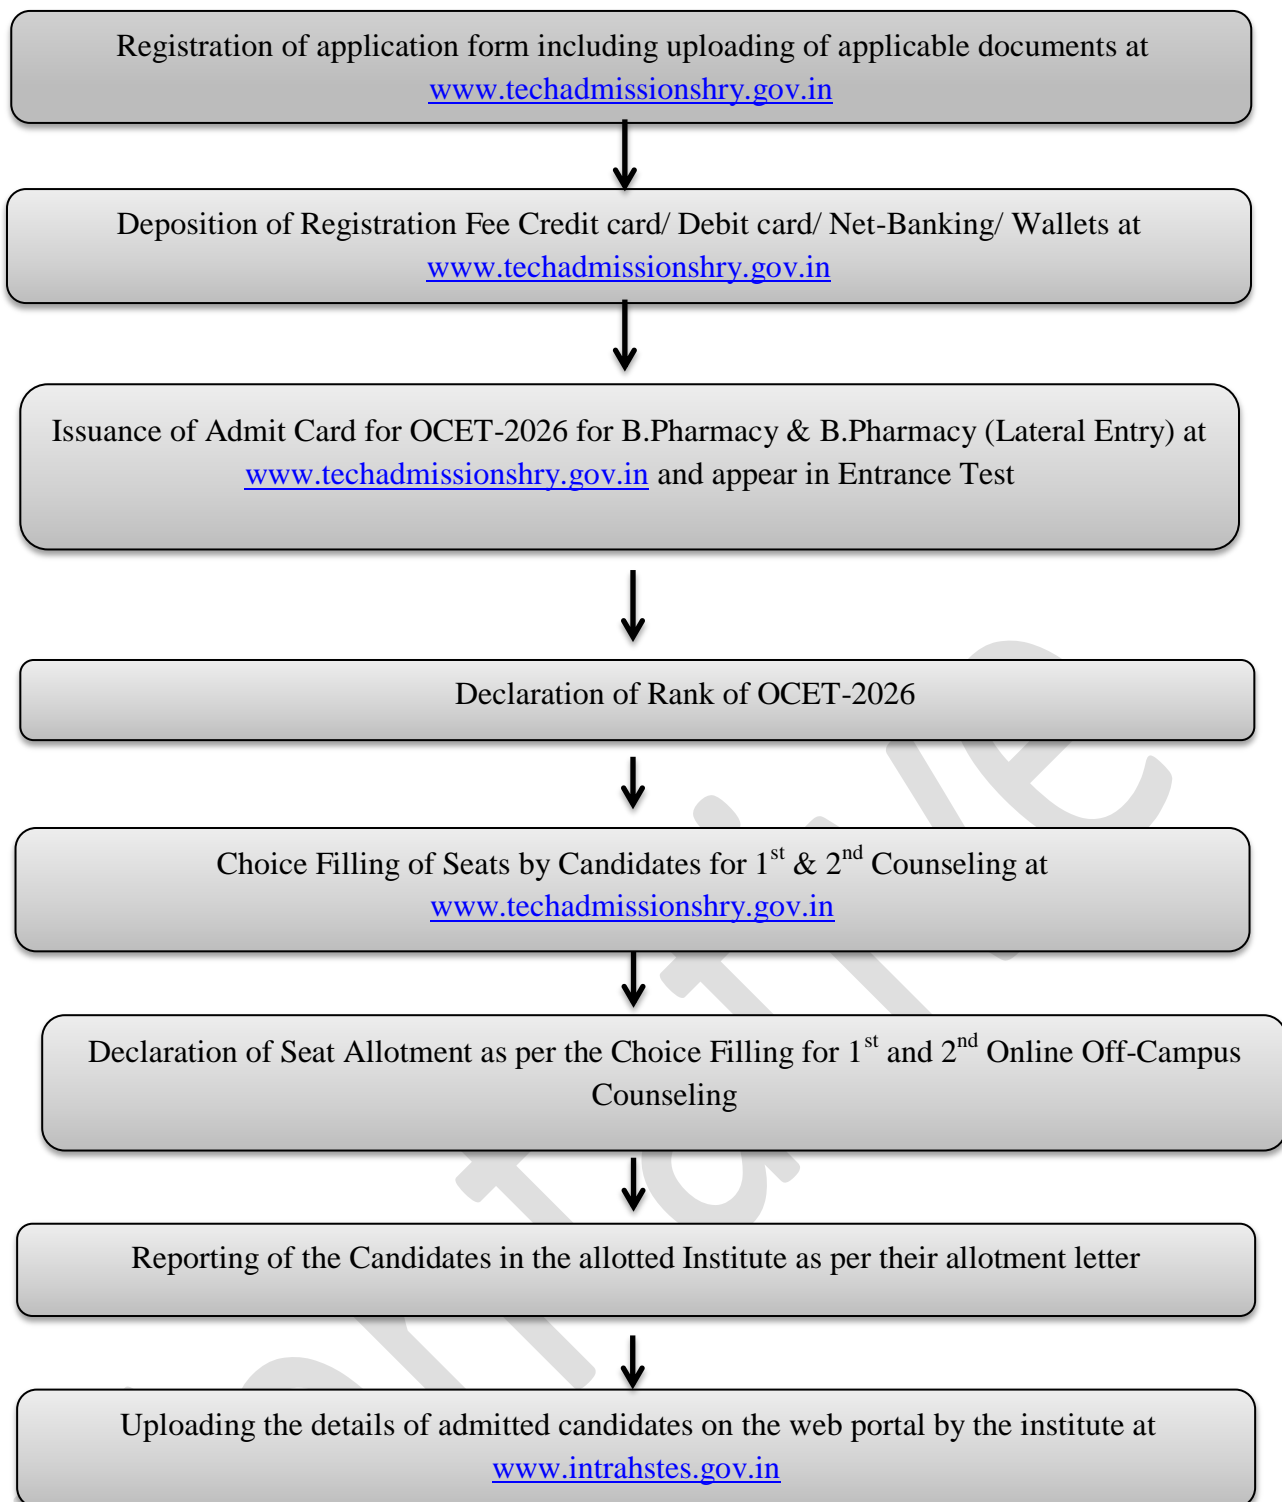 Registration of application form including uploading of applicable documents at
www.techadmissionshry.gov.in
Deposition of Registration Fee Credit card/ Debit card/ Net-Banking/ Wallets at
www.techadmissionshry.gov.in
Issuance of Admit Card for OCET-2026 for B.Pharmacy & B.Pharmacy (Lateral Entry) at
www.techadmissionshry.gov.in and appear in Entrance Test
Declaration of Rank of OCET-2026
Choice Filling of Seats by Candidates for 1st & 2nd Counseling at
www.techadmissionshry.gov.in
Declaration of Seat Allotment as per the Choice Filling for 1st and 2nd Online Off-Campus
Counseling
Reporting of the Candidates in the allotted Institute as per their allotment letter
Uploading the details of admitted candidates on the web portal by the institute at
www.intrahstes.gov.in